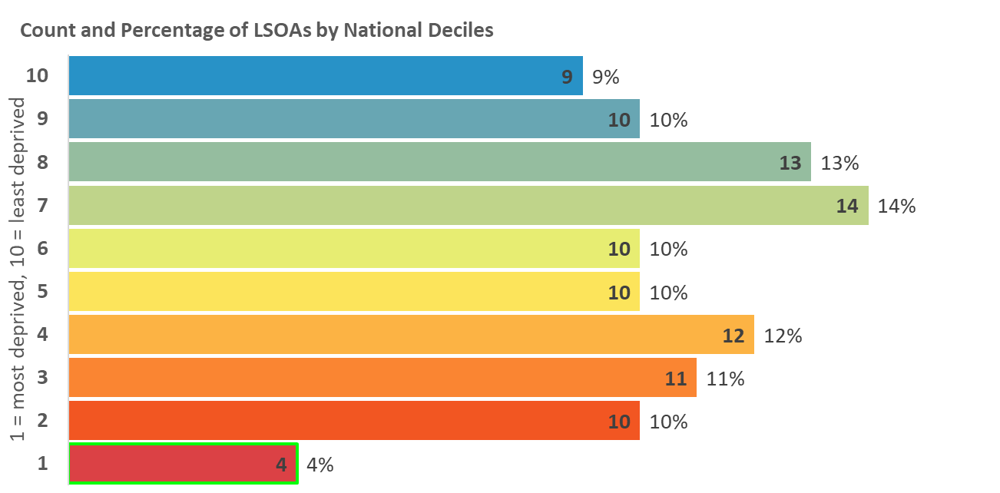 Count and Percentage of LSOAs by National Deciles
1 = most deprived, 10 = least deprived
10 9 9%
9 10 10%
8 13 13%
7 14 14%
6 10 10%
5 10 10%
4 12 12%
3 11 11%
2 10 10%
1 4 4%